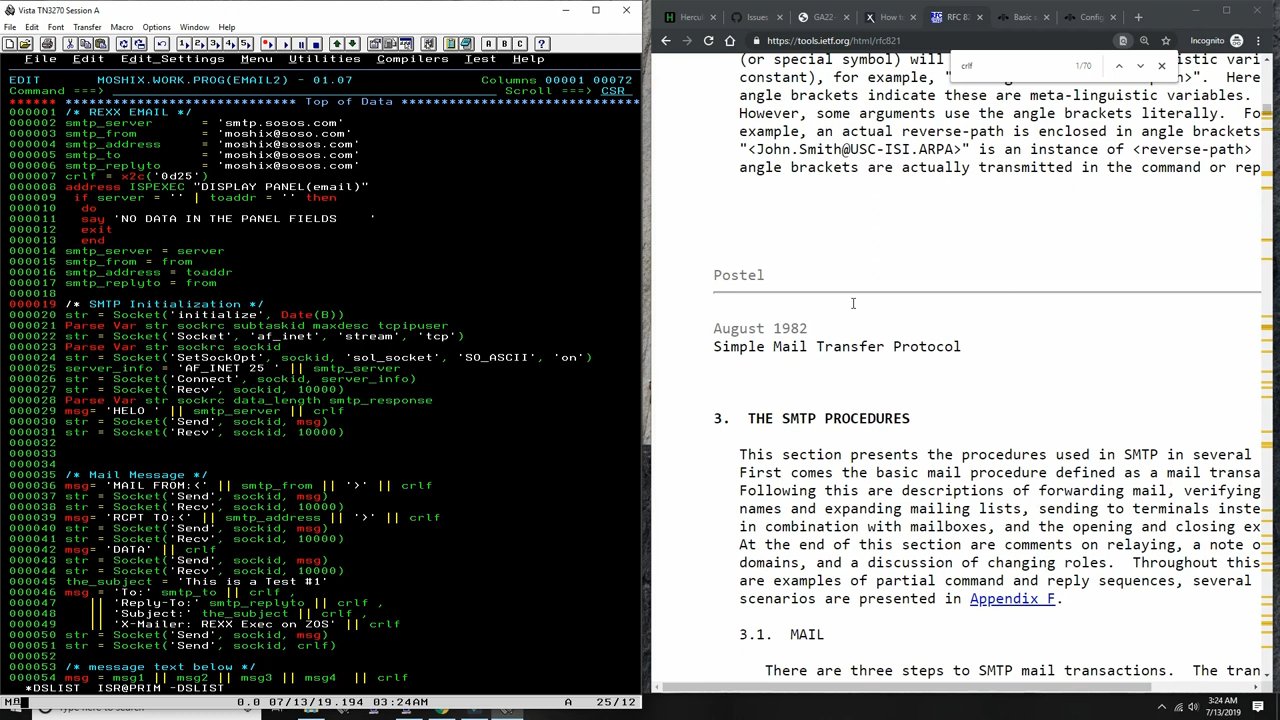 Vista TN3270 Session A
File Edit Font Transfer Macro Options Window Help
A B C
File Edit Edit_Settings Menu Utilities Compilers Test Help
EDIT MOSHIX.WORK.PROG(EMAIL2) - 01.07 Columns 00001 00072
Command ===> Scroll ===> CSR
****** ***************************** Top of Data ******************************
000001 /* REXX EMAIL */
000002 smtp_server = 'smtp.sosos.com'
000003 smtp_from = 'moshix@soso.com'
000004 smtp_address = 'moshix@sosos.com'
000005 smtp_to = 'moshix@sosos.com'
000006 smtp_replyto = 'moshix@sosos.com'
000007 crlf = x2c('0d25')
000008 address ISPEXEC "DISPLAY PANEL(email)"
000009 if server = '' | toaddr = '' then
000010 do
000011 say 'NO DATA IN THE PANEL FIELDS '
000012 exit
000013 end
000014 smtp_server = server
000015 smtp_from = from
000016 smtp_address = toaddr
000017 smtp_replyto = from
000018
000019 /* SMTP Initialization */
000020 str = Socket('initialize', Date(B))
000021 Parse Var str sockrc subtaskid maxdesc tcpipuser
000022 str = Socket('Socket', 'af_inet', 'stream', 'tcp')
000023 Parse Var str sockrc sockid
000024 str = Socket('SetSockOpt', sockid, 'sol_socket', 'SO_ASCII', 'on')
000025 server_info = 'AF_INET 25 ' || smtp_server
000026 str = Socket('Connect', sockid, server_info)
000027 str = Socket('Recv', sockid, 10000)
000028 Parse Var str sockrc data_length smtp_response
000029 msg= 'HELO ' || smtp_server || crlf
000030 str = Socket('Send', sockid, msg)
000031 str = Socket('Recv', sockid, 10000)
000032
000033
000034
000035 /* Mail Message */
000036 msg= 'MAIL FROM:<' || smtp_from || '>' || crlf
000037 str = Socket('Send', sockid, msg)
000038 str = Socket('Recv', sockid, 10000)
000039 msg= 'RCPT TO:<' || smtp_address || '>' || crlf
000040 str = Socket('Send', sockid, msg)
000041 str = Socket('Recv', sockid, 10000)
000042 msg= 'DATA' || crlf
000043 str = Socket('Send', sockid, msg)
000044 str = Socket('Recv', sockid, 10000)
000045 the_subject = 'This is a Test #1'
000046 msg = 'To:' smtp_to || crlf ,
000047 || 'Reply-To:' smtp_replyto || crlf ,
000048 || 'Subject:' the_subject || crlf ,
000049 || 'X-Mailer: REXX Exec on ZOS' || crlf
000050 str = Socket('Send', sockid, msg)
000051 str = Socket('Send', sockid, crlf)
000052
000053 /* message text below */
000054 msg = msg1 || msg2 || msg3 || msg4 || crlf
*DSLIST ISR@PRIM -DSLIST
0.0 07/13/19.194 03:24AM A 25/12
Hercul Issues GA22- How to RFC 82 Basic Config
https://tools.ietf.org/html/rfc821 Incognito
crlf 1/70
(or special symbol) will
constant), for example, "
angle brackets indicate these are meta-linguistic variables.
However, some arguments use the angle brackets literally. Fo
example, an actual reverse-path is enclosed in angle brackets
"<John.Smith@USC-ISI.ARPA>" is an instance of <reverse-path>
angle brackets are actually transmitted in the command or rep
Postel
August 1982
Simple Mail Transfer Protocol
3. THE SMTP PROCEDURES
This section presents the procedures used in SMTP in several
First comes the basic mail procedure defined as a mail transa
Following this are descriptions of forwarding mail, verifying
names and expanding mailing lists, sending to terminals inste
in combination with mailboxes, and the opening and closing ex
At the end of this section are comments on relaying, a note o
domains, and a discussion of changing roles. Throughout this
are examples of partial command and reply sequences, several
scenarios are presented in Appendix F.
3.1. MAIL
There are three steps to SMTP mail transactions. The tran
3:24 AM
7/13/2019